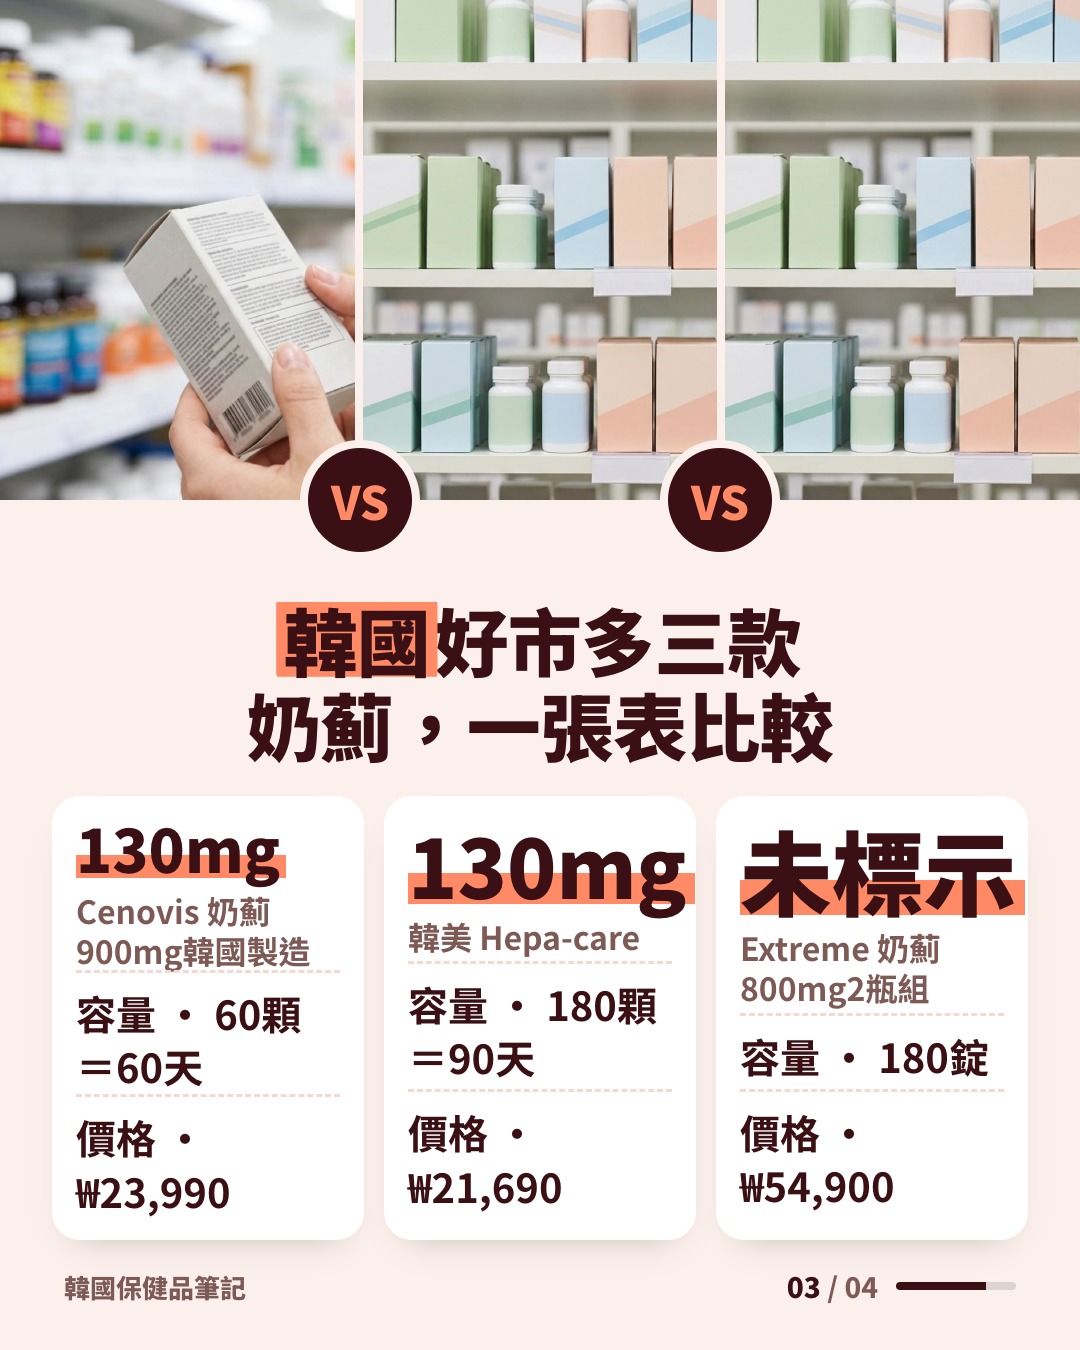 VS
VS
韓國好市多三款
奶薊，一張表比較
130mg
Cenovis 奶薊
900mg韓國製造
容量 · 60顆
＝60天
價格 ·
₩23,990
130mg
韓美 Hepa-care
容量 · 180顆
＝90天
價格 ·
₩21,690
未標示
Extreme 奶薊
800mg2瓶組
容量 · 180錠
價格 ·
₩54,900
韓國保健品筆記
03 / 04